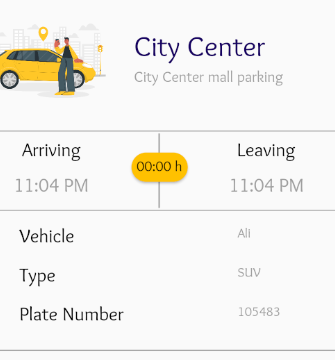 City Center
City Center mall parking
Arriving
Leaving
00:00 h
11:04 PM
11:04 PM
Vehicle
Ali
Type
SUV
Plate Number
105483